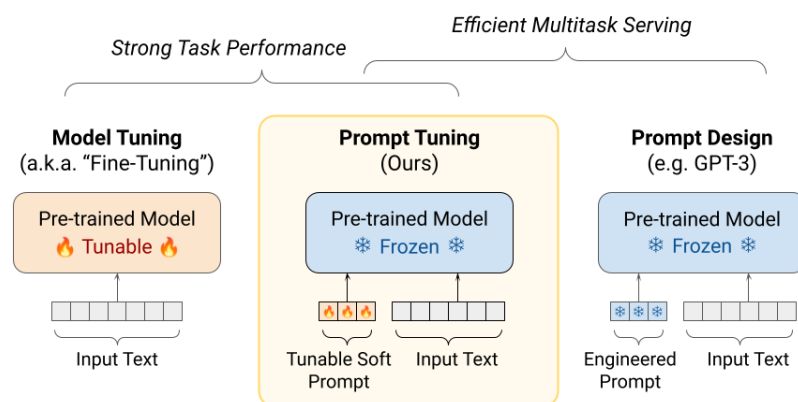 Efficient Multitask Serving
Strong Task Performance
Model Tuning
(a.k.a. “Fine-Tuning”)
Pre-trained Model
🔥 Tunable 🔥
Input Text
Prompt Tuning
(Ours)
Pre-trained Model
❄ Frozen ❄
Tunable Soft
Prompt
Input Text
Prompt Design
(e.g. GPT-3)
Pre-trained Model
❄ Frozen ❄
Engineered
Prompt
Input Text